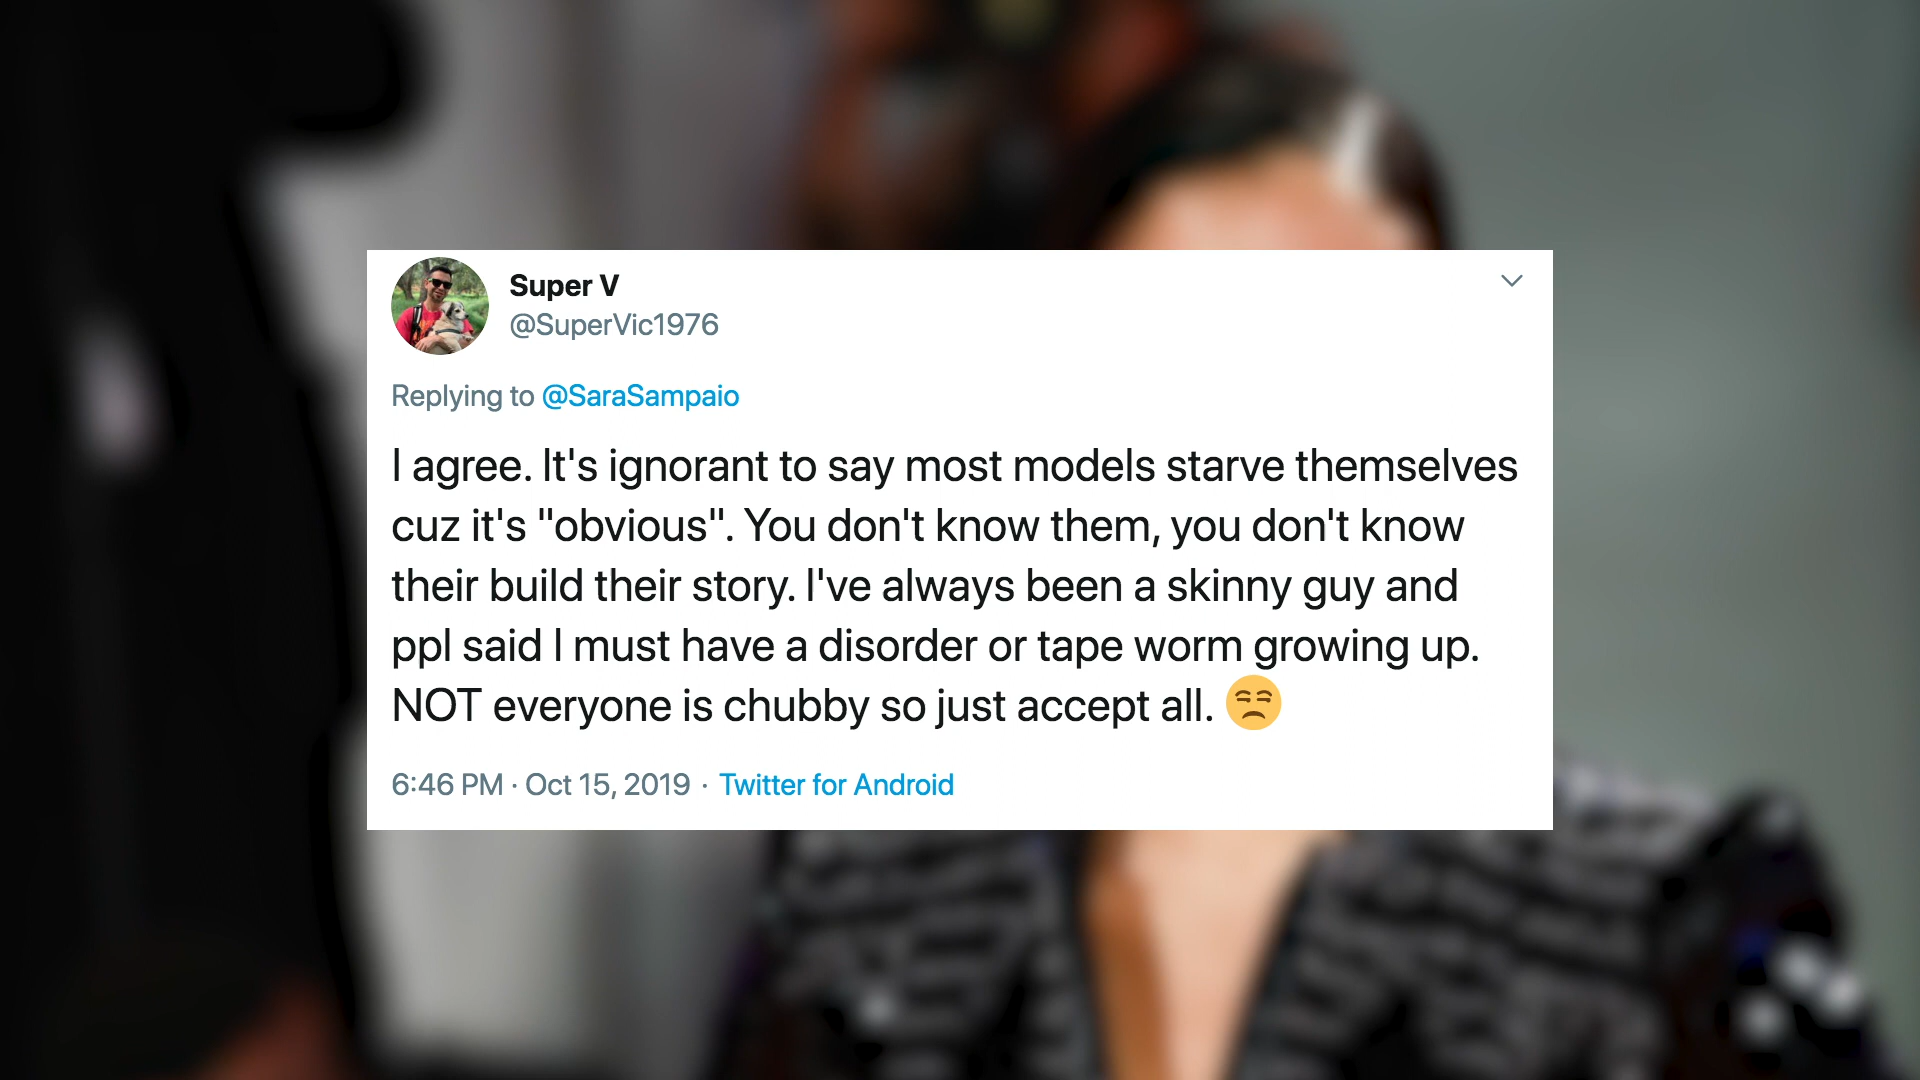 Super V
@SuperVic1976
Replying to @SaraSampaio
I agree. It's ignorant to say most models starve themselves
cuz it's "obvious". You don't know them, you don't know
their build their story. I've always been a skinny guy and
ppl said I must have a disorder or tape worm growing up.
NOT everyone is chubby so just accept all. 😒
6:46 PM · Oct 15, 2019 · Twitter for Android